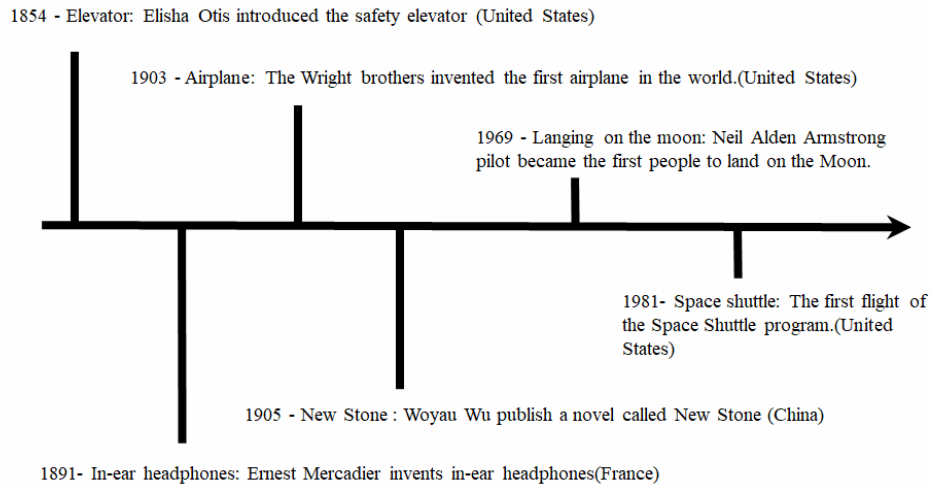 1854 - Elevator: Elisha Otis introduced the safety elevator (United States)
1903 - Airplane: The Wright brothers invented the first airplane in the world.(United States)
1969 - Langing on the moon: Neil Alden Armstrong
pilot became the first people to land on the Moon.
1981- Space shuttle: The first flight of
the Space Shuttle program.(United
States)
1905 - New Stone : Woyau Wu publish a novel called New Stone (China)
1891- In-ear headphones: Ernest Mercadier invents in-ear headphones(France)